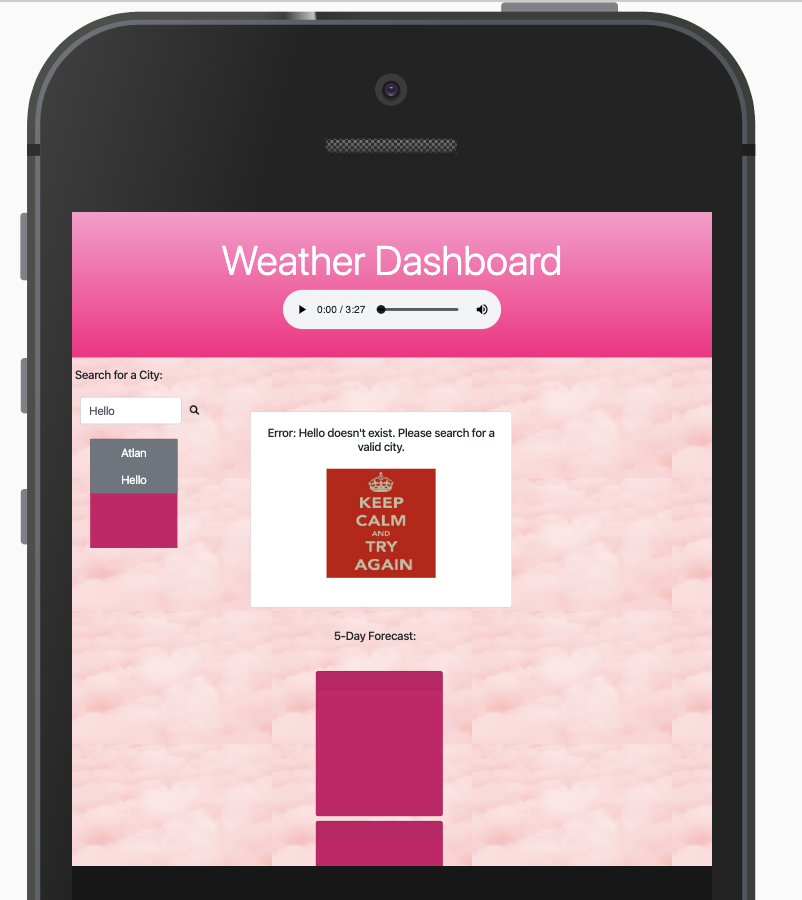 Weather Dashboard
0:00 / 3:27
Search for a City:
Hello
Atlan
Hello
Error: Hello doesn't exist. Please search for a
valid city.
KEEP
CALM
AND
TRY
AGAIN
5-Day Forecast: